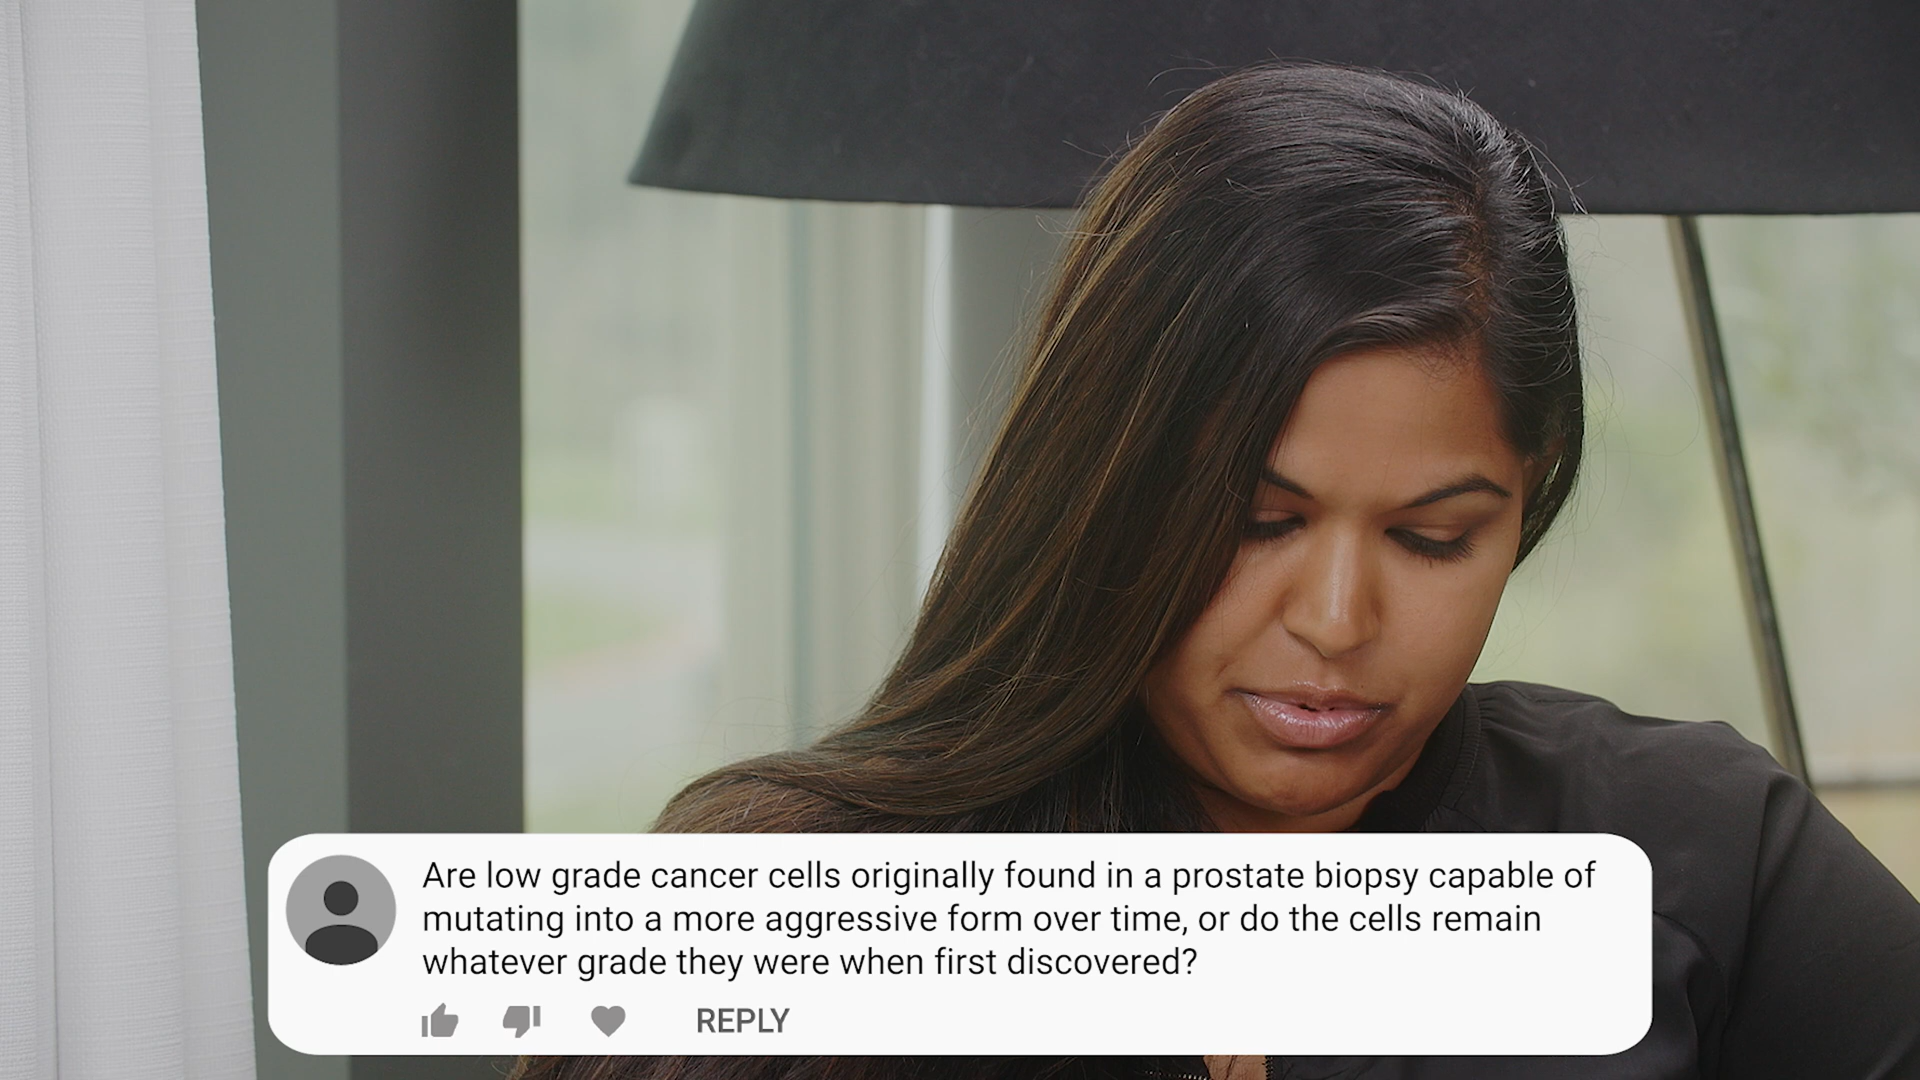 Are low grade cancer cells originally found in a prostate biopsy capable of
mutating into a more aggressive form over time, or do the cells remain
whatever grade they were when first discovered?
REPLY